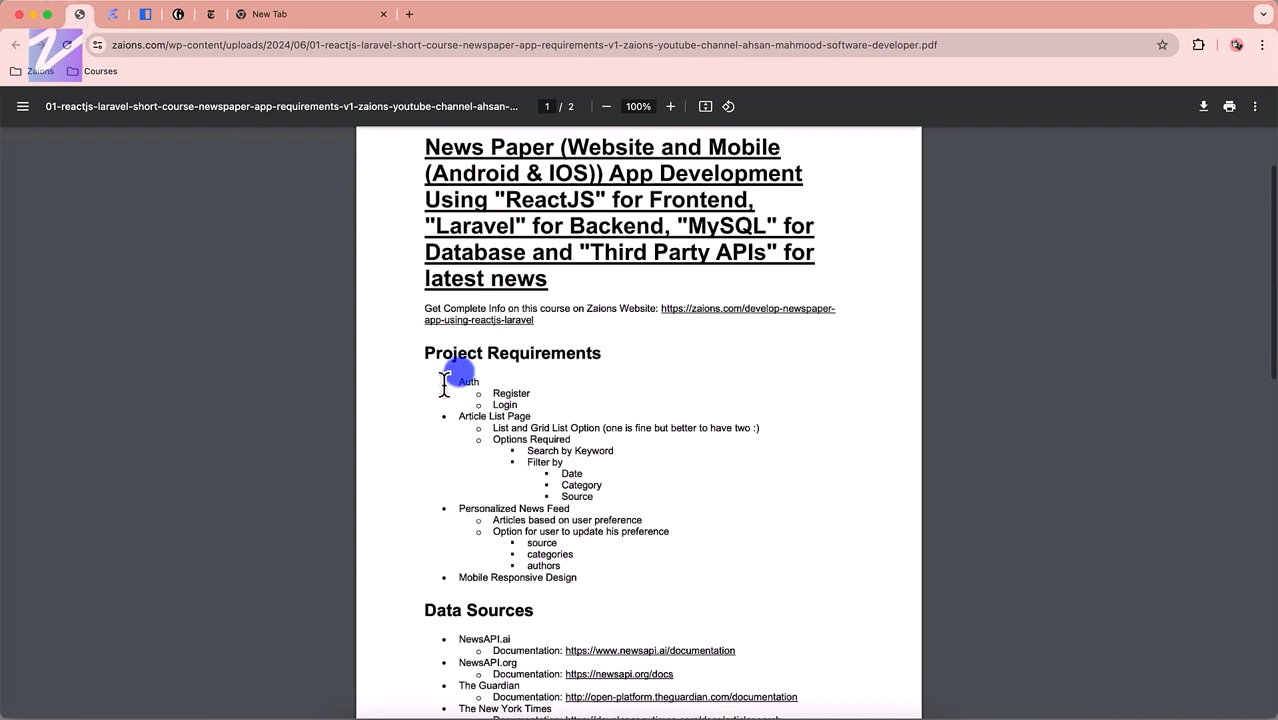 New Tab
zaions.com/wp-content/uploads/2024/06/01-reactjs-laravel-short-course-newspaper-app-requirements-v1-zaions-youtube-channel-ahsan-mahmood-software-developer.pdf
Zaions Courses
01-reactjs-laravel-short-course-newspaper-app-requirements-v1-zaions-youtube-channel-ahsan-... 1 / 2 100%
News Paper (Website and Mobile
(Android & IOS)) App Development
Using "ReactJS" for Frontend,
"Laravel" for Backend, "MySQL" for
Database and "Third Party APIs" for
latest news
Get Complete Info on this course on Zaions Website: https://zaions.com/develop-newspaper-
app-using-reactjs-laravel
Project Requirements
Auth
Register
Login
Article List Page
List and Grid List Option (one is fine but better to have two :)
Options Required
Search by Keyword
Filter by
Date
Category
Source
Personalized News Feed
Articles based on user preference
Option for user to update his preference
source
categories
authors
Mobile Responsive Design
Data Sources
NewsAPI.ai
Documentation: https://www.newsapi.ai/documentation
NewsAPI.org
Documentation: https://newsapi.org/docs
The Guardian
Documentation: http://open-platform.theguardian.com/documentation
The New York Times